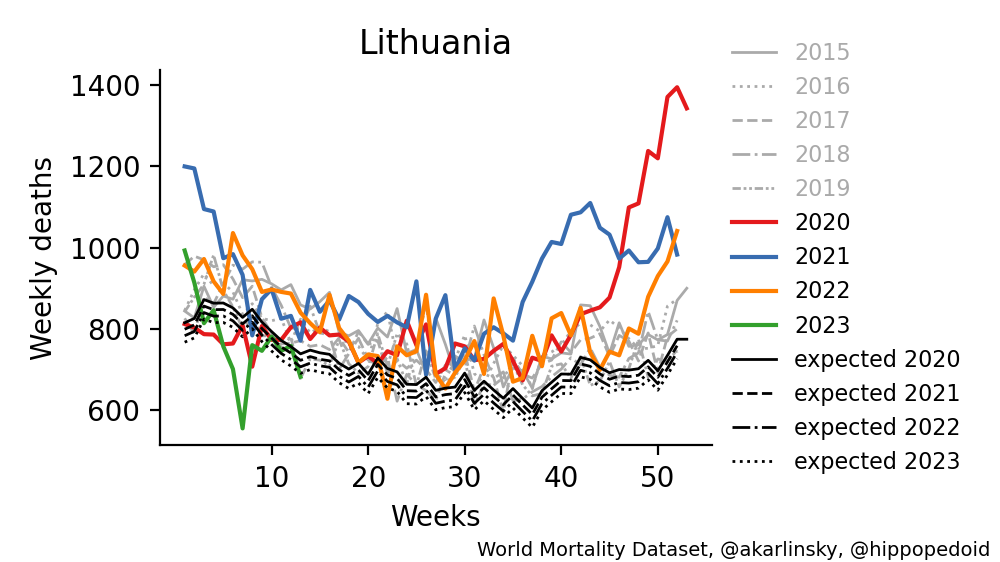 Lithuania
Weekly deaths
1400
1200
1000
800
600
10 20 30 40 50
Weeks
2015
2016
2017
2018
2019
2020
2021
2022
2023
expected 2020
expected 2021
expected 2022
expected 2023
World Mortality Dataset, @akarlinsky, @hippopedoid